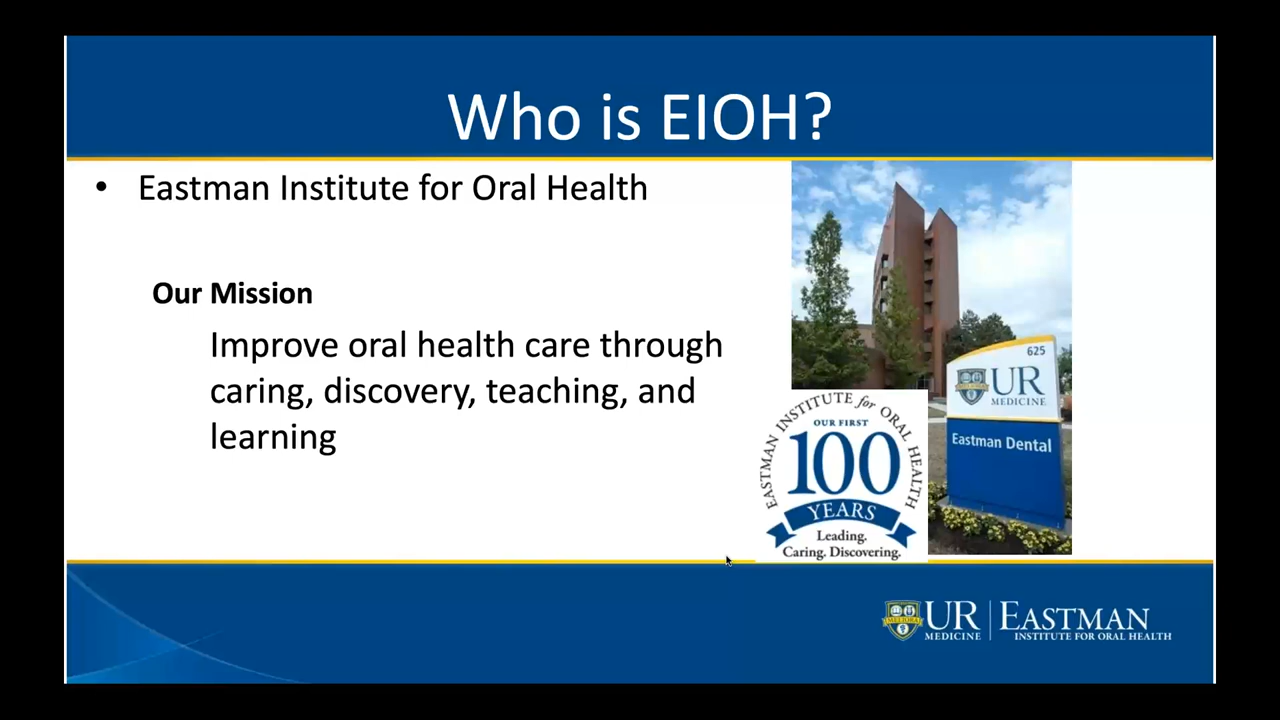 Who is EIOH?
• Eastman Institute for Oral Health
Our Mission
Improve oral health care through
caring, discovery, teaching, and
learning
625
UR
MEDICINE
Eastman Dental
EASTMAN INSTITUTE for ORAL HEALTH
OUR FIRST
100
YEARS
Leading.
Caring. Discovering.
MELIORA
UR
MEDICINE
EASTMAN
INSTITUTE FOR ORAL HEALTH